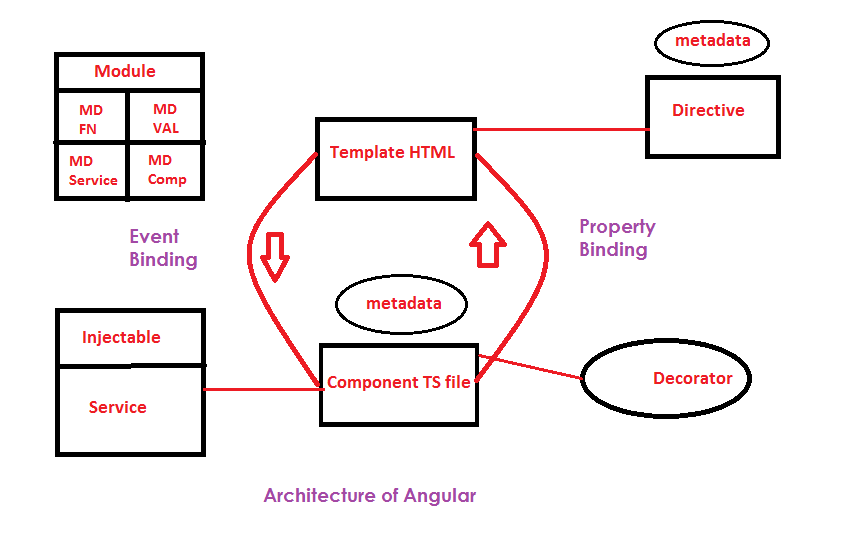 metadata
Module
Directive
MD
FN
MD
VAL
Template HTML
MD
Service
MD
Comp
Event
Binding
Property
Binding
metadata
Injectable
Component TS file
Decorator
Service
Architecture of Angular